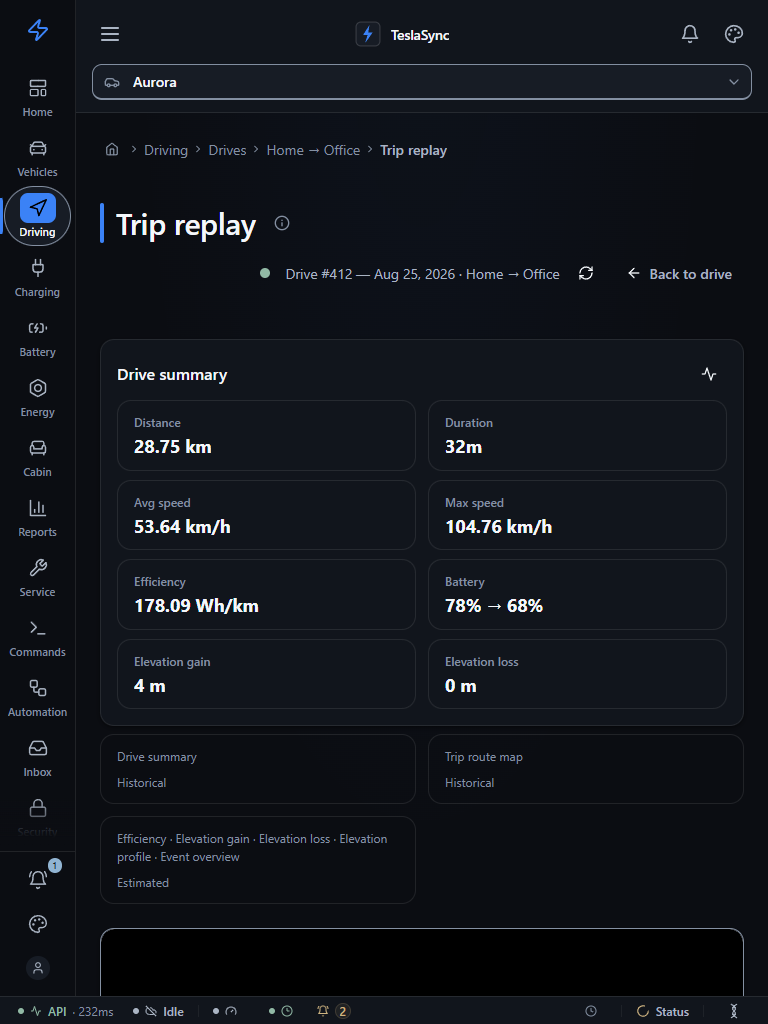 TeslaSync
Aurora
Home
Vehicles
Driving
Charging
Battery
Energy
Cabin
Reports
Service
Commands
Automation
Inbox
Security
1
Driving > Drives > Home → Office > Trip replay
Trip replay
Drive #412 — Aug 25, 2026 · Home → Office
Back to drive
Drive summary
Distance
28.75 km
Duration
32m
Avg speed
53.64 km/h
Max speed
104.76 km/h
Efficiency
178.09 Wh/km
Battery
78% → 68%
Elevation gain
4 m
Elevation loss
0 m
Drive summary
Historical
Trip route map
Historical
Efficiency · Elevation gain · Elevation loss · Elevation
profile · Event overview
Estimated
API · 232ms
Idle
2
Status